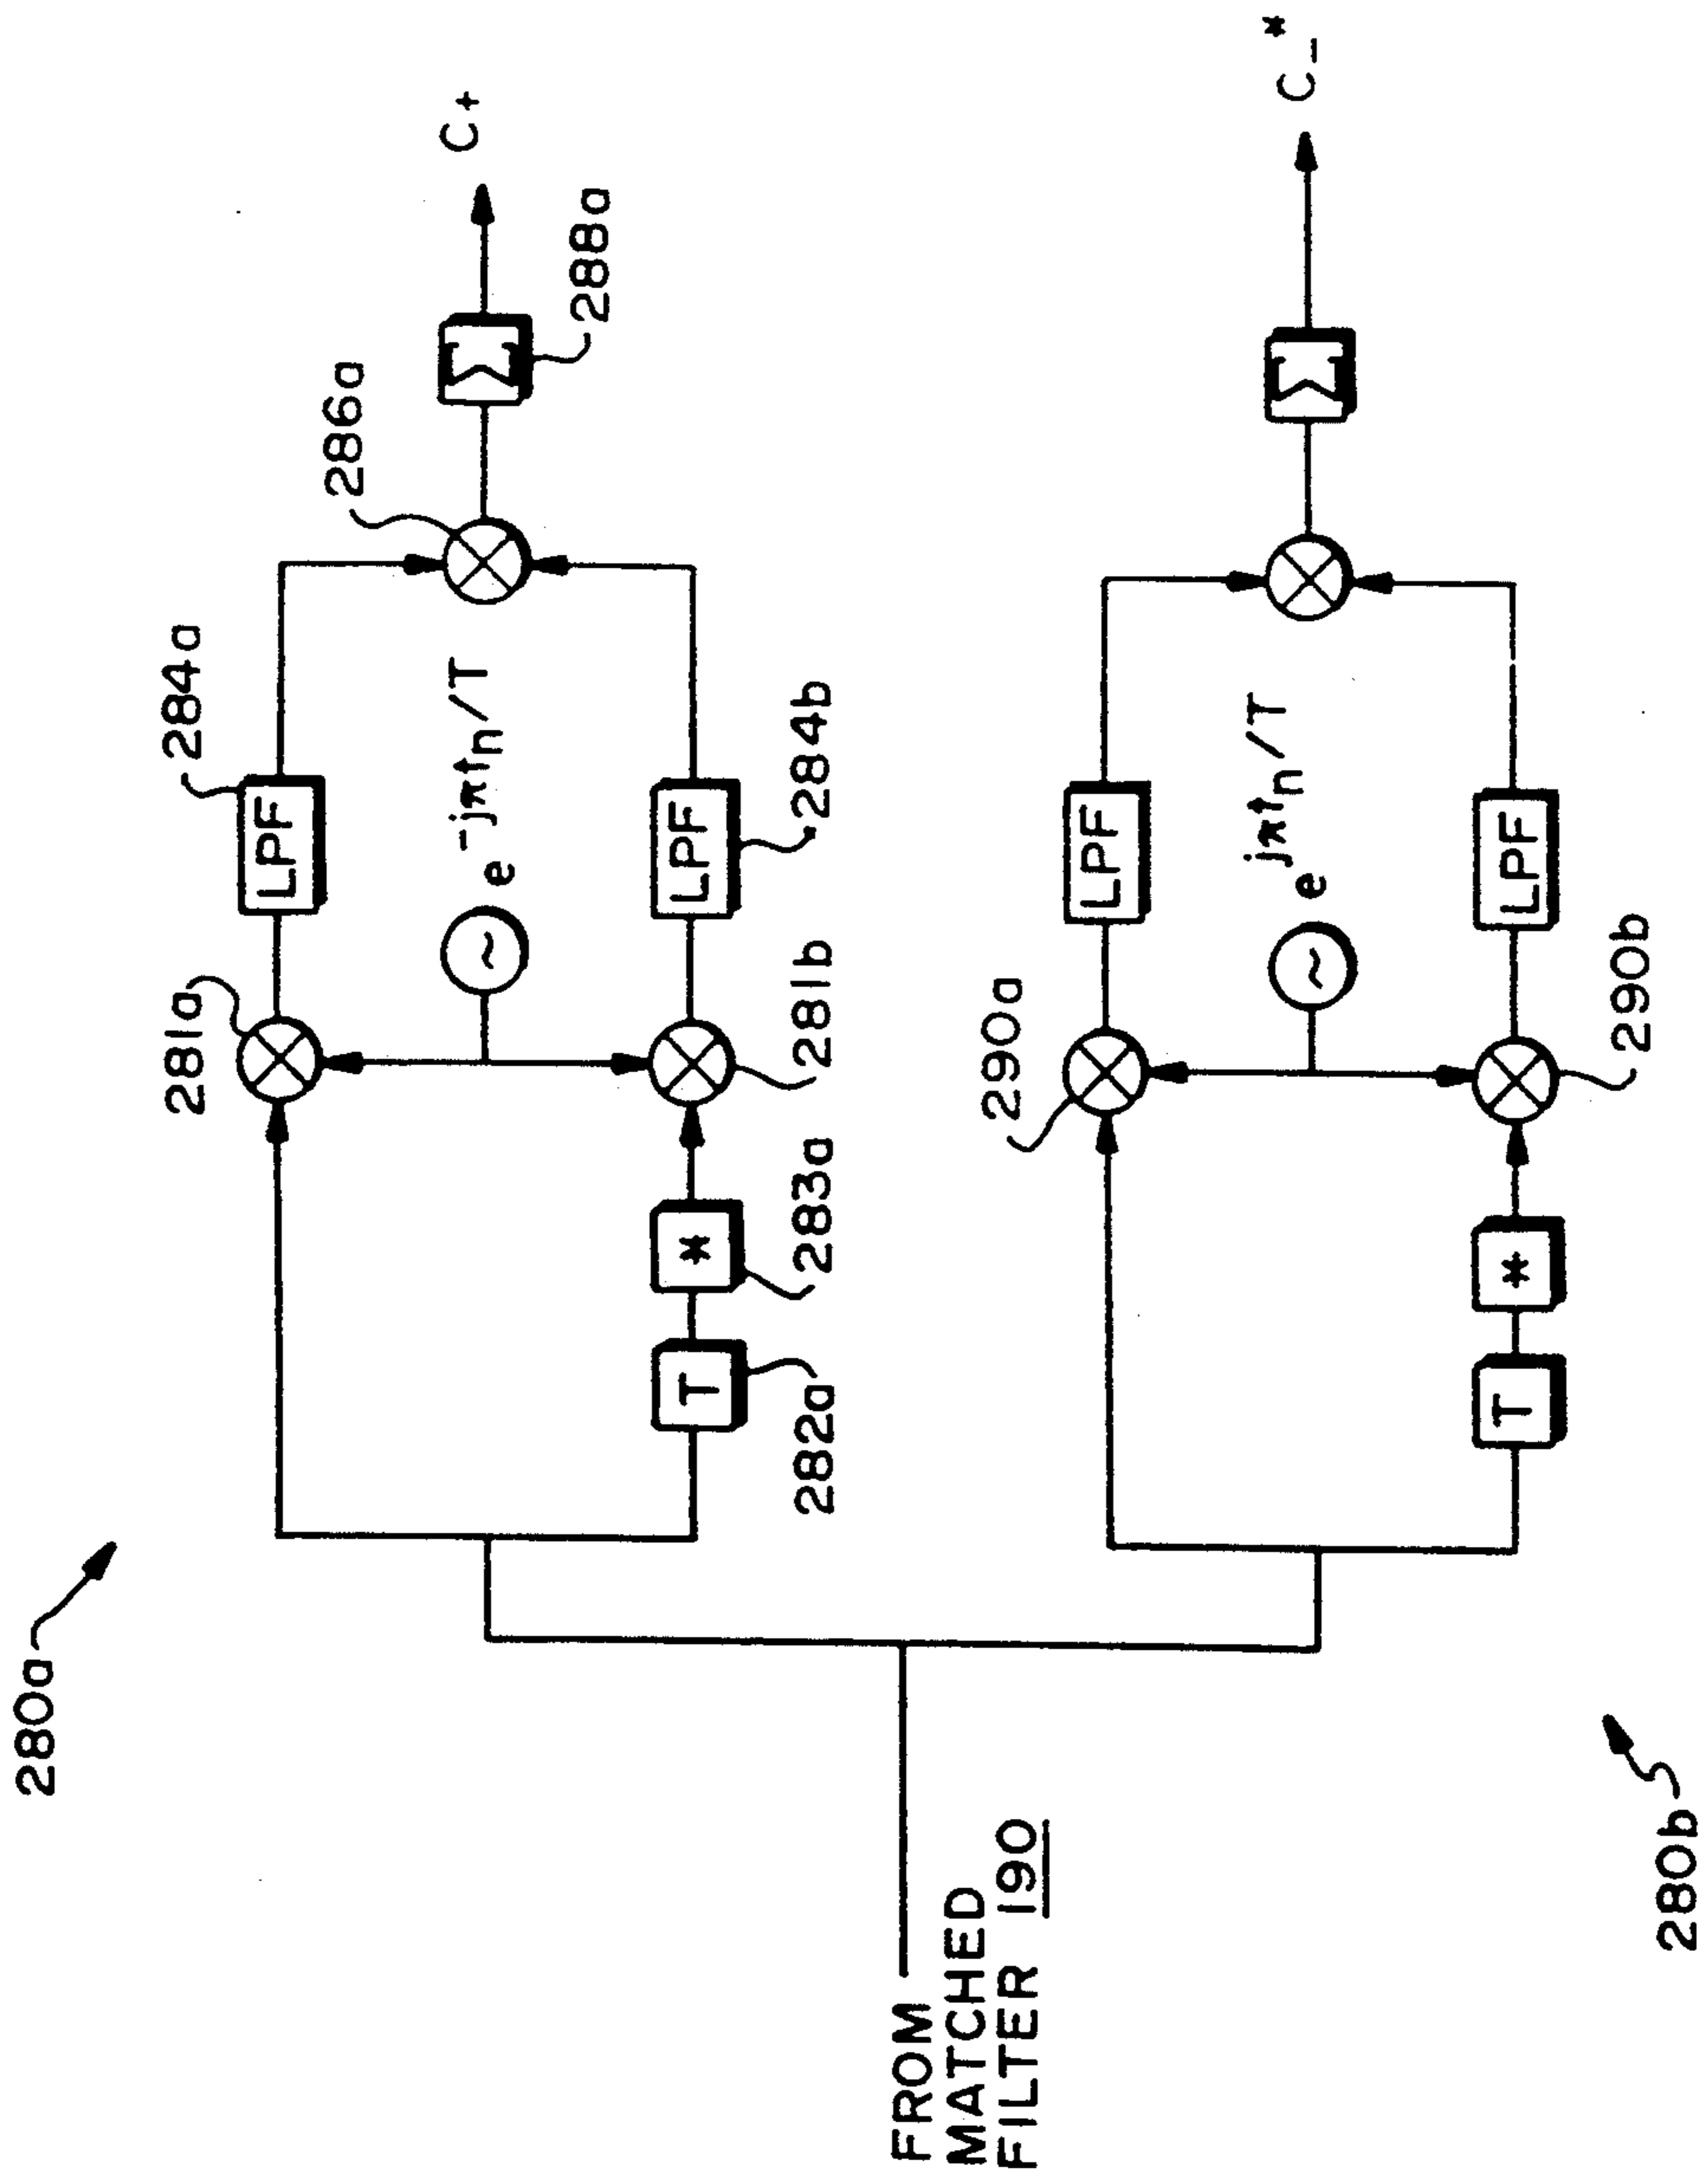 280a
281a
284a
286a
C+
LPF
~
e^-jπt_n/T
Σ
288a
T
*
LPF
282a
283a
281b
284b
FROM
MATCHED
FILTER 190
290a
LPF
C_-*
~
e^jπt_n/T
Σ
T
*
LPF
290b
280b